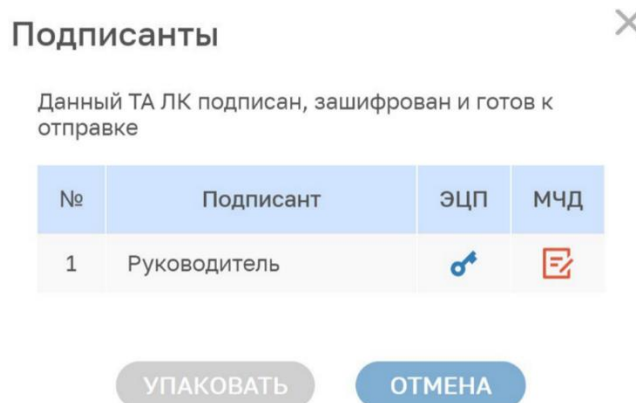 Подписанты
Данный ТА ЛК подписан, зашифрован и готов к
отправке
№ Подписант ЭЦП МЧД
1 Руководитель
УПАКОВАТЬ ОТМЕНА